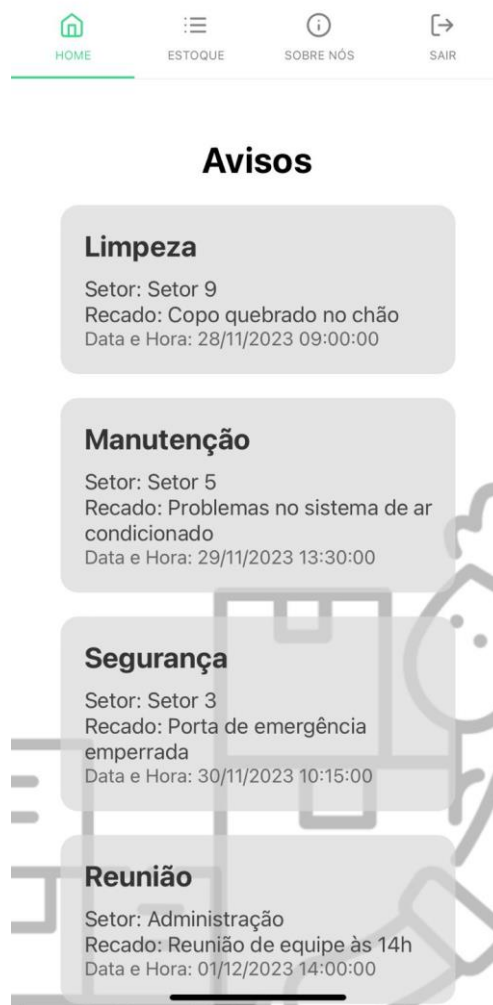 HOME
ESTOQUE
SOBRE NÓS
SAIR
Avisos
Limpeza
Setor: Setor 9
Recado: Copo quebrado no chão
Data e Hora: 28/11/2023 09:00:00
Manutenção
Setor: Setor 5
Recado: Problemas no sistema de ar
condicionado
Data e Hora: 29/11/2023 13:30:00
Segurança
Setor: Setor 3
Recado: Porta de emergência
emperrada
Data e Hora: 30/11/2023 10:15:00
Reunião
Setor: Administração
Recado: Reunião de equipe às 14h
Data e Hora: 01/12/2023 14:00:00